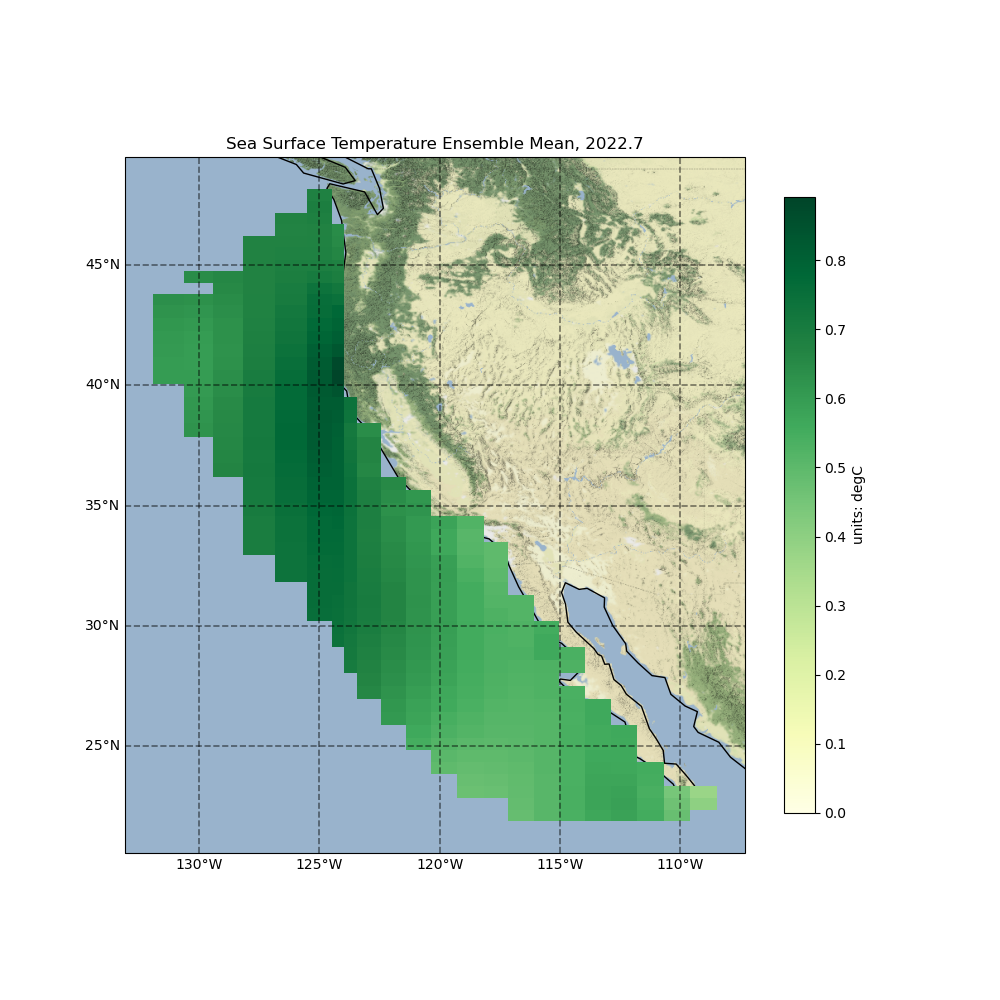 Sea Surface Temperature Ensemble Mean, 2022.7
45°N
40°N
35°N
30°N
25°N
130°W
125°W
120°W
115°W
110°W
0.8
0.7
0.6
0.5
0.4
0.3
0.2
0.1
0.0
units: degC